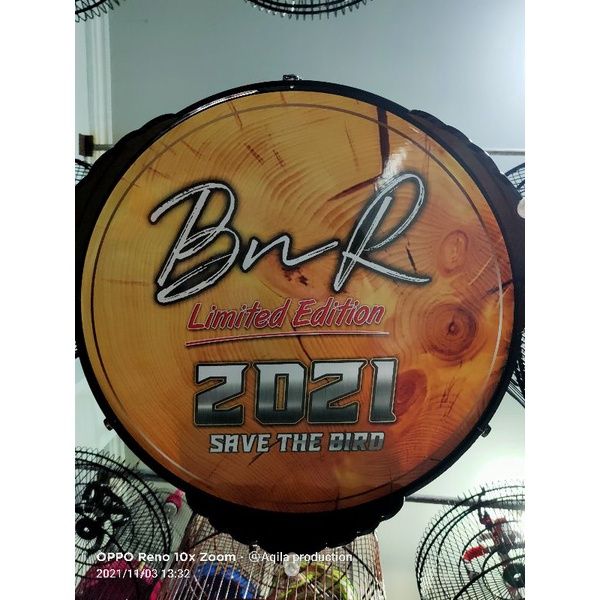 BnR
Limited Edition
2021
SAVE THE BIRD
OPPO Reno 10x Zoom · @Aqila production
2021/11/03 13:32